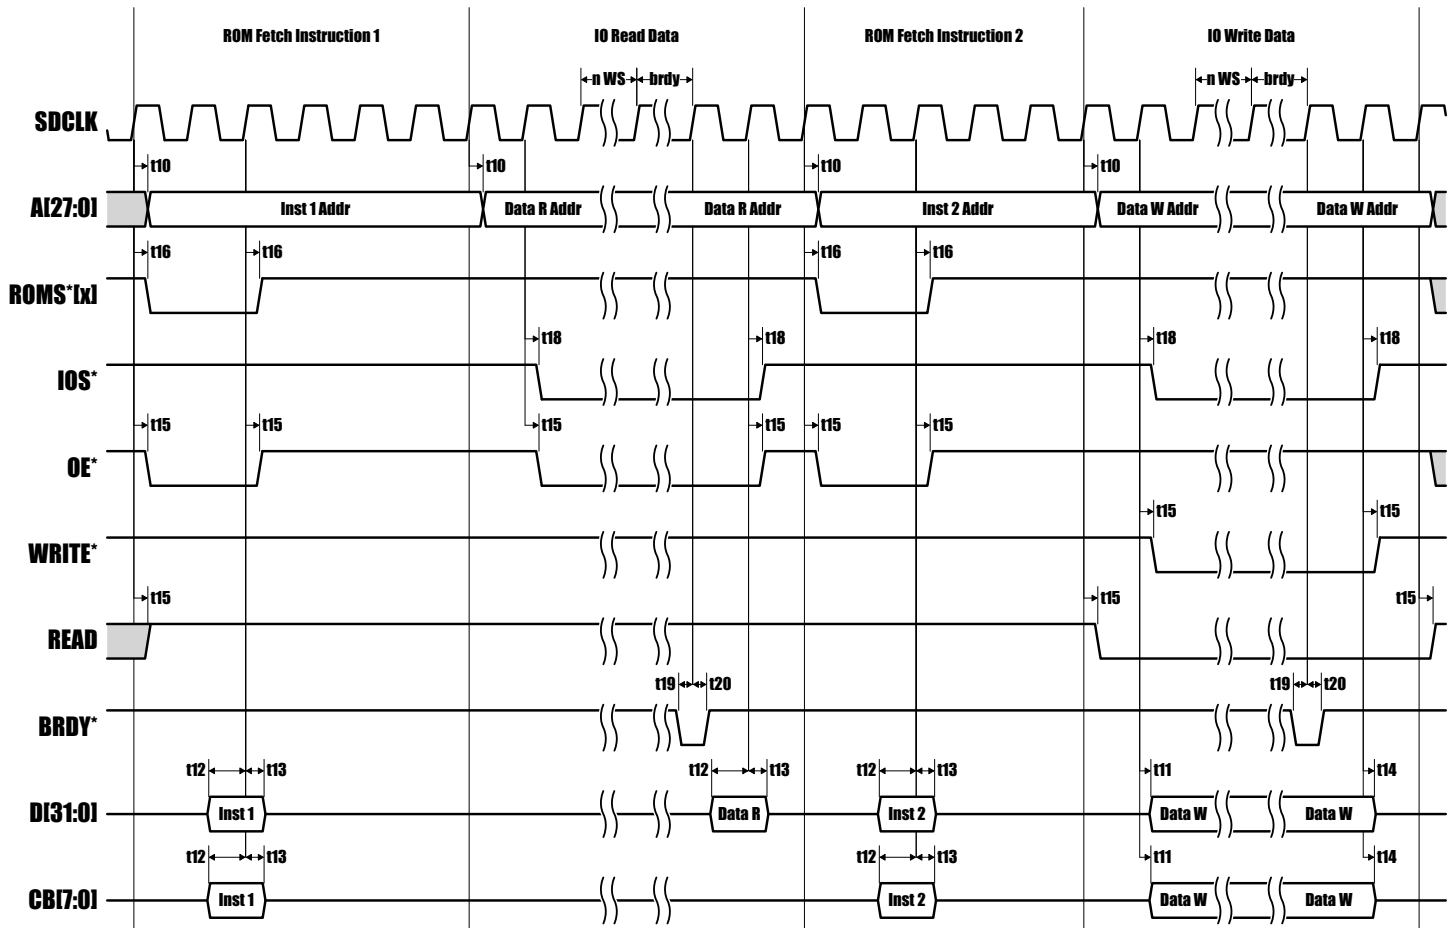 ROM Fetch Instruction 1 IO Read Data ROM Fetch Instruction 2 IO Write Data
n WS brdy n WS brdy
SDCLK
t10 t10 t10 t10
A[27:0] Inst 1 Addr Data R Addr Data R Addr Inst 2 Addr Data W Addr Data W Addr
t16 t16 t16 t16
ROMS*[x]
t18 t18 t18 t18
IOS*
t15 t15 t15 t15 t15 t15
OE*
t15 t15
WRITE*
t15 t15 t15
READ
t19 t20 t19 t20
BRDY*
t12 t13 t12 t13 t12 t13 t11 t14
D[31:0] Inst 1 Data R Inst 2 Data W Data W
t12 t13 t12 t13 t11 t14
CB[7:0] Inst 1 Inst 2 Data W Data W